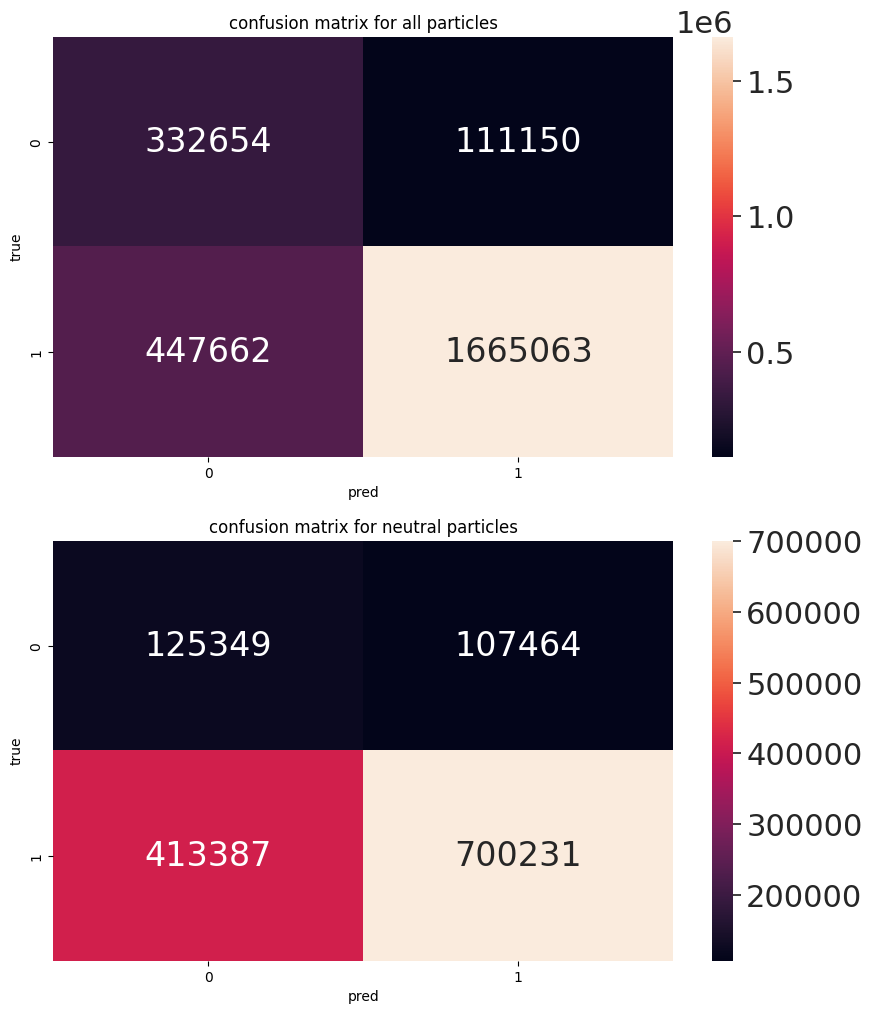 confusion matrix for all particles
1e6
332654 111150
447662 1665063
0
1
true
0 1
pred
1.5
1.0
0.5
confusion matrix for neutral particles
125349 107464
413387 700231
0
1
true
0 1
pred
700000
600000
500000
400000
300000
200000